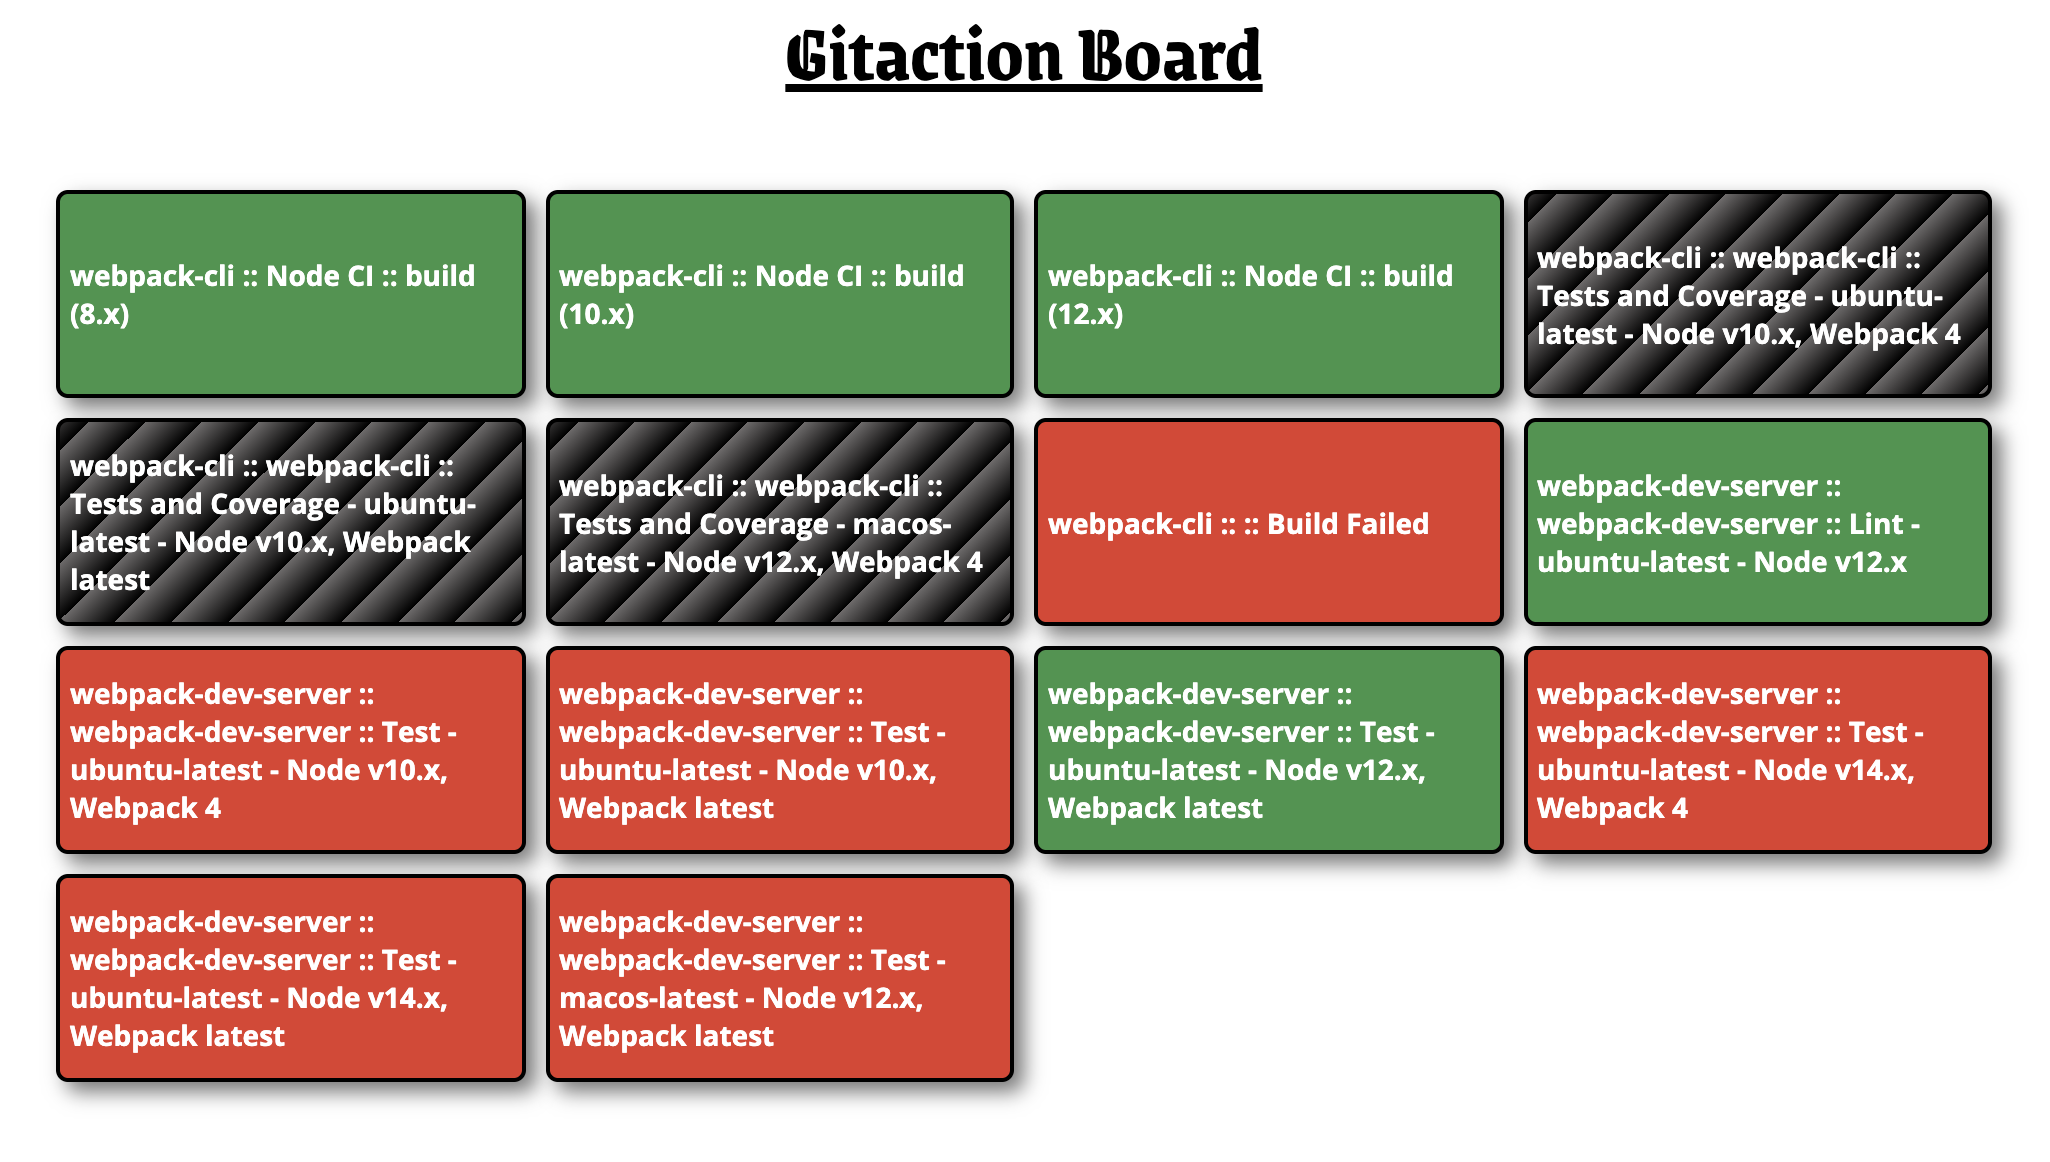 Gitaction Board
webpack-cli :: Node CI :: build
(8.x)
webpack-cli :: Node CI :: build
(10.x)
webpack-cli :: Node CI :: build
(12.x)
webpack-cli :: webpack-cli ::
Tests and Coverage - ubuntu-
latest - Node v10.x, Webpack 4
webpack-cli :: webpack-cli ::
Tests and Coverage - ubuntu-
latest - Node v10.x, Webpack
latest
webpack-cli :: webpack-cli ::
Tests and Coverage - macos-
latest - Node v12.x, Webpack 4
webpack-cli :: :: Build Failed
webpack-dev-server ::
webpack-dev-server :: Lint -
ubuntu-latest - Node v12.x
webpack-dev-server ::
webpack-dev-server :: Test -
ubuntu-latest - Node v10.x,
Webpack 4
webpack-dev-server ::
webpack-dev-server :: Test -
ubuntu-latest - Node v10.x,
Webpack latest
webpack-dev-server ::
webpack-dev-server :: Test -
ubuntu-latest - Node v12.x,
Webpack latest
webpack-dev-server ::
webpack-dev-server :: Test -
ubuntu-latest - Node v14.x,
Webpack 4
webpack-dev-server ::
webpack-dev-server :: Test -
ubuntu-latest - Node v14.x,
Webpack latest
webpack-dev-server ::
webpack-dev-server :: Test -
macos-latest - Node v12.x,
Webpack latest